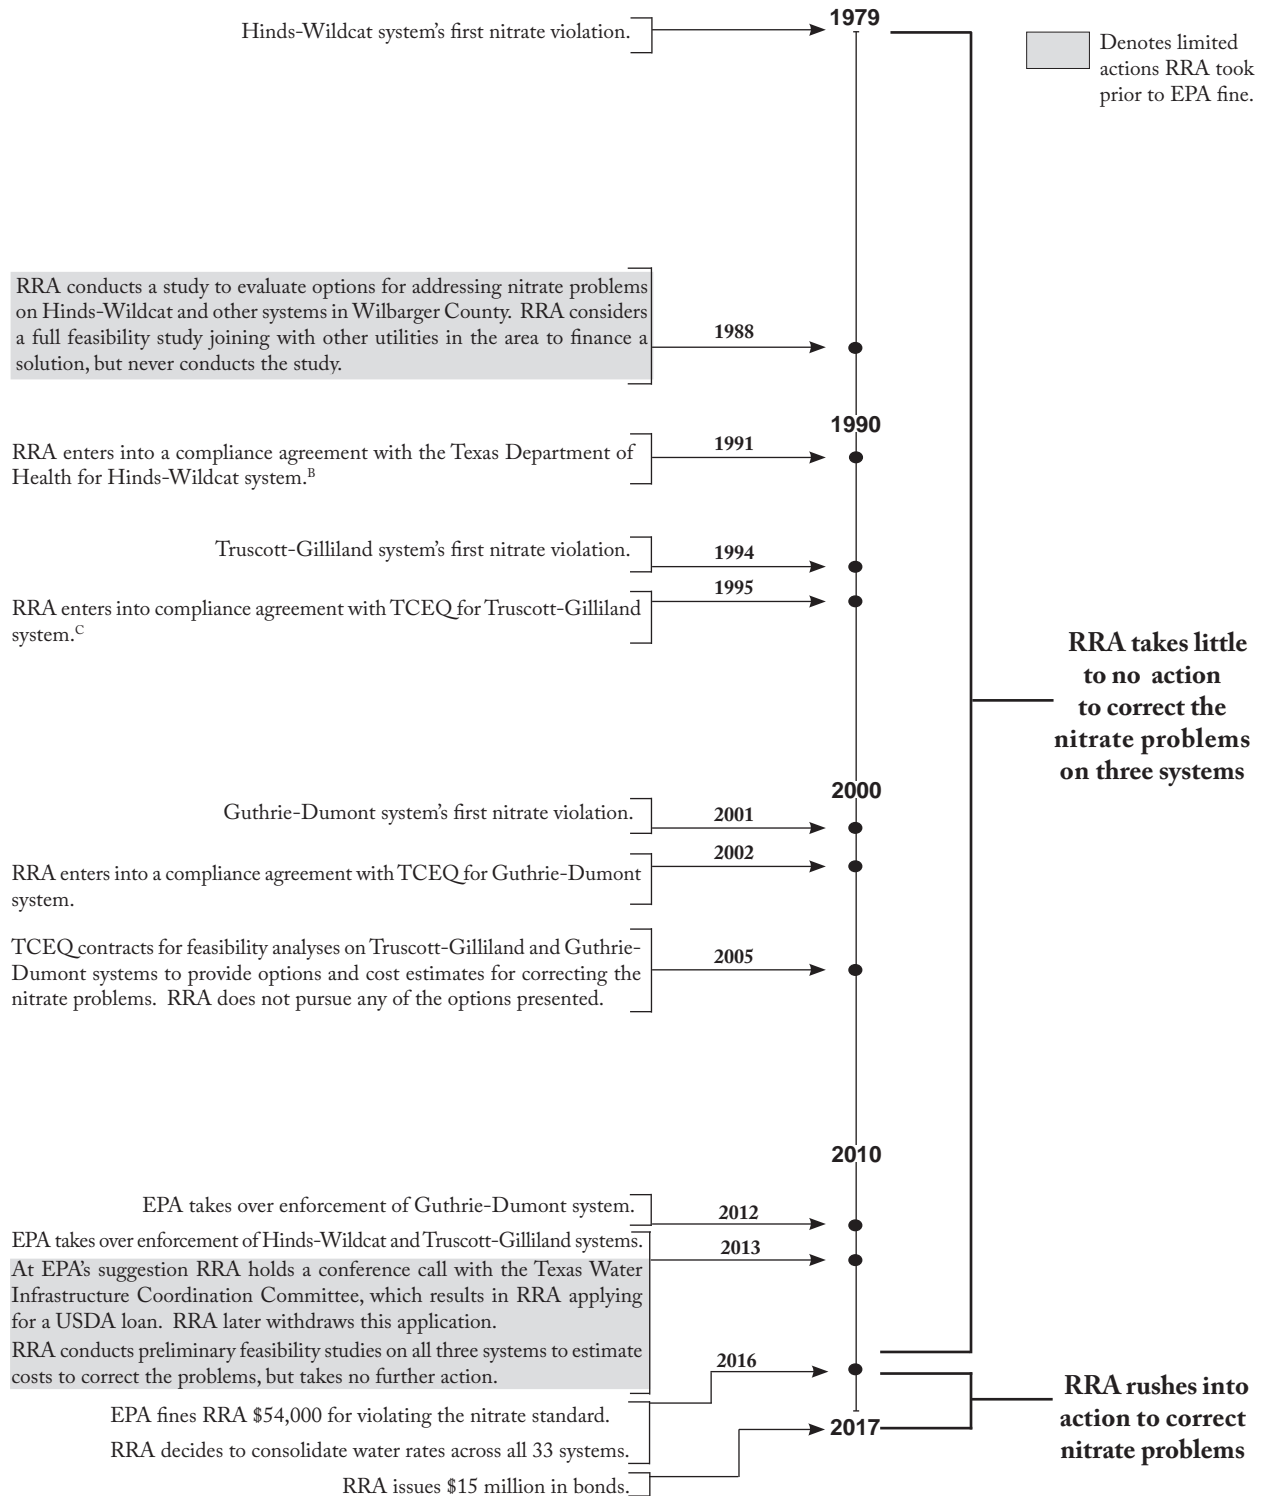 1979
Hinds-Wildcat system's first nitrate violation.
Denotes limited
actions RRA took
prior to EPA fine.
RRA conducts a study to evaluate options for addressing nitrate problems
on Hinds-Wildcat and other systems in Wilbarger County. RRA considers
a full feasibility study joining with other utilities in the area to finance a
solution, but never conducts the study.
1988
1990
RRA enters into a compliance agreement with the Texas Department of
Health for Hinds-Wildcat system.B
1991
Truscott-Gilliland system's first nitrate violation.
1994
1995
RRA enters into compliance agreement with TCEQ for Truscott-Gilliland
system.C
RRA takes little
to no action
to correct the
nitrate problems
on three systems
2000
Guthrie-Dumont system's first nitrate violation.
2001
2002
RRA enters into a compliance agreement with TCEQ for Guthrie-Dumont
system.
TCEQ contracts for feasibility analyses on Truscott-Gilliland and Guthrie-
Dumont systems to provide options and cost estimates for correcting the
nitrate problems. RRA does not pursue any of the options presented.
2005
2010
EPA takes over enforcement of Guthrie-Dumont system.
2012
EPA takes over enforcement of Hinds-Wildcat and Truscott-Gilliland systems.
2013
At EPA's suggestion RRA holds a conference call with the Texas Water
Infrastructure Coordination Committee, which results in RRA applying
for a USDA loan. RRA later withdraws this application.
RRA conducts preliminary feasibility studies on all three systems to estimate
costs to correct the problems, but takes no further action.
2016
EPA fines RRA $54,000 for violating the nitrate standard.
RRA decides to consolidate water rates across all 33 systems.
RRA rushes into
action to correct
nitrate problems
2017
RRA issues $15 million in bonds.